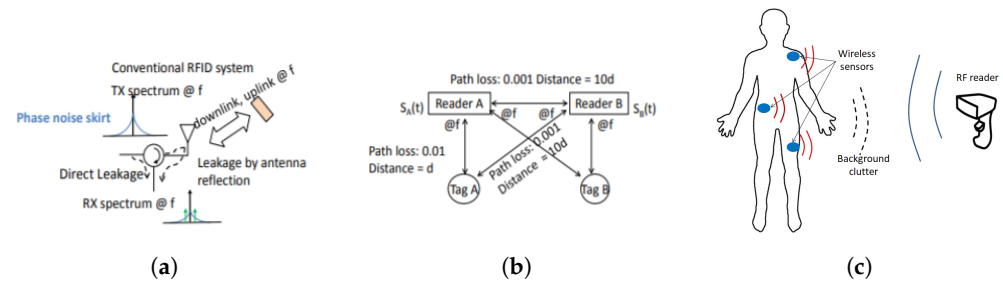 Conventional RFID system
TX spectrum @ f
downlink, uplink @ f
Phase noise skirt
Leakage by antenna
reflection
Direct Leakage
RX spectrum @ f
(a)
Path loss: 0.001 Distance = 10d
S_A(t)
Reader A
Reader B
S_B(t)
@f
@f
@f
@f
Path loss: 0.01
Distance = d
Path loss: 0.001
Distance = 10d
Tag A
Tag B
(b)
Wireless
sensors
RF reader
Background
clutter
(c)